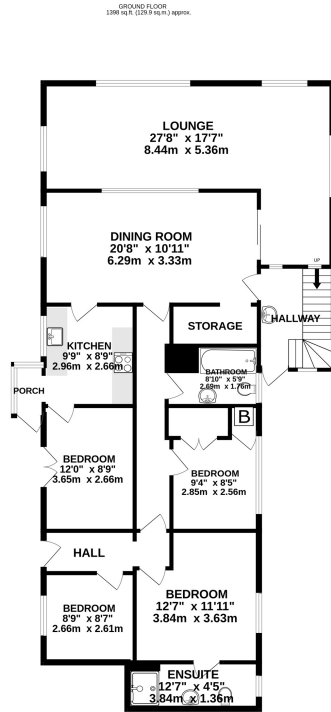 GROUND FLOOR
1398 sq.ft. (129.9 sq.m.) approx.
LOUNGE
27'8" x 17'7"
8.44m x 5.36m
DINING ROOM
20'8" x 10'11"
6.29m x 3.33m
UP
HALLWAY
STORAGE
KITCHEN
9'9" x 8'9"
2.96m x 2.66m
BATHROOM
8'10" x 5'9"
2.69m x 1.76m
PORCH
B
BEDROOM
12'0" x 8'9"
3.65m x 2.66m
BEDROOM
9'4" x 8'5"
2.85m x 2.56m
HALL
BEDROOM
12'7" x 11'11"
3.84m x 3.63m
BEDROOM
8'9" x 8'7"
2.66m x 2.61m
ENSUITE
12'7" x 4'5"
3.84m x 1.36m